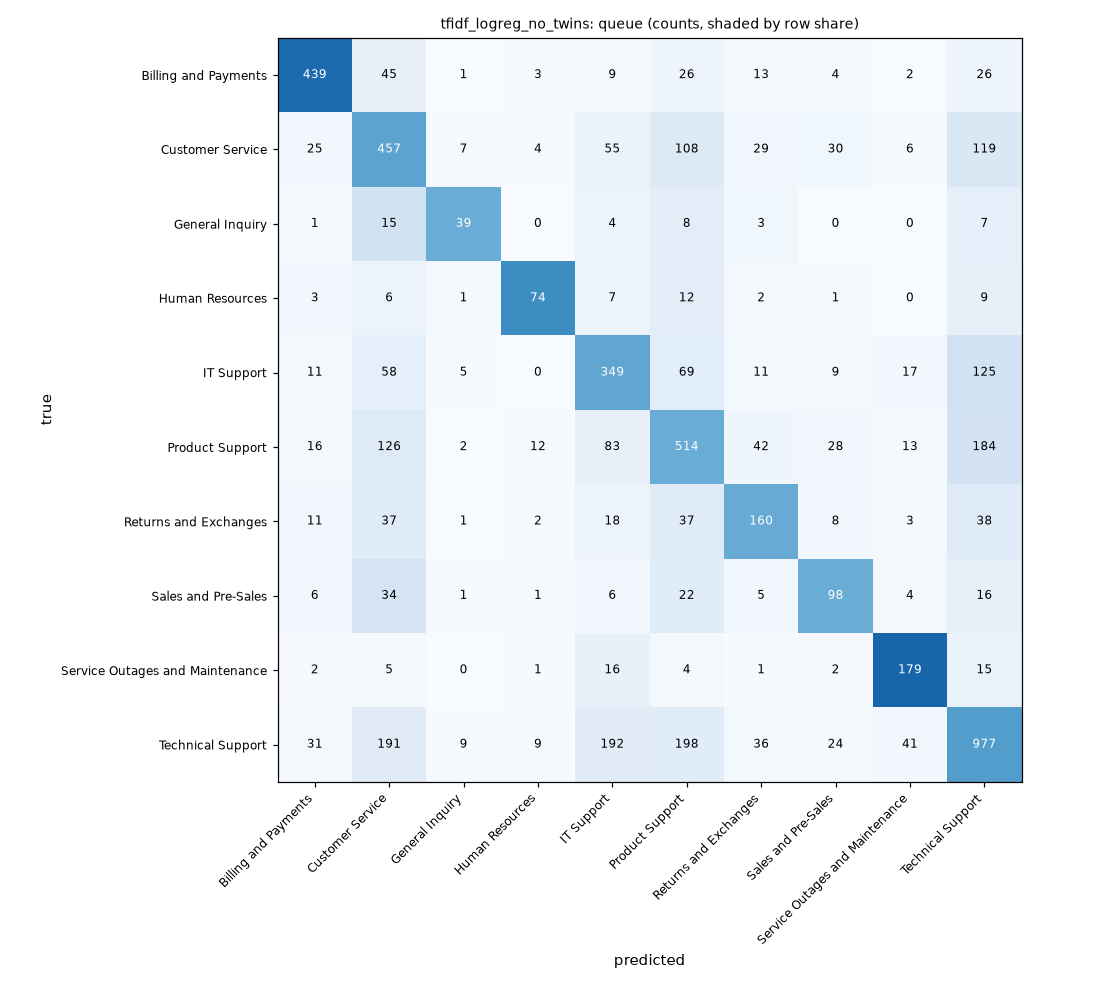 tfidf_logreg_no_twins: queue (counts, shaded by row share)
Billing and Payments 439 45 1 3 9 26 13 4 2 26
Customer Service 25 457 7 4 55 108 29 30 6 119
General Inquiry 1 15 39 0 4 8 3 0 0 7
Human Resources 3 6 1 74 7 12 2 1 0 9
IT Support 11 58 5 0 349 69 11 9 17 125
Product Support 16 126 2 12 83 514 42 28 13 184
Returns and Exchanges 11 37 1 2 18 37 160 8 3 38
Sales and Pre-Sales 6 34 1 1 6 22 5 98 4 16
Service Outages and Maintenance 2 5 0 1 16 4 1 2 179 15
Technical Support 31 191 9 9 192 198 36 24 41 977
true
Billing and Payments
Customer Service
General Inquiry
Human Resources
IT Support
Product Support
Returns and Exchanges
Sales and Pre-Sales
Service Outages and Maintenance
Technical Support
predicted